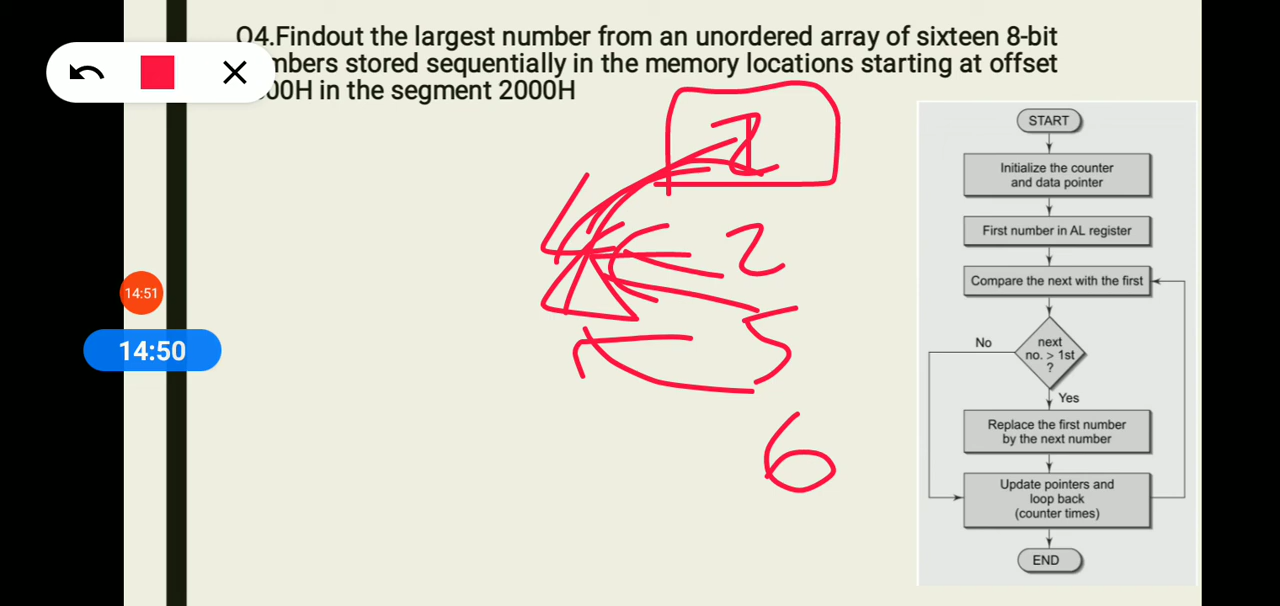 Q4.Findout the largest number from an unordered array of sixteen 8-bit
mbers stored sequentially in the memory locations starting at offset
00H in the segment 2000H
START
Initialize the counter
and data pointer
First number in AL register
Compare the next with the first
No
next
no. > 1st
?
Yes
Replace the first number
by the next number
Update pointers and
loop back
(counter times)
END
2
6
14:51
14:50